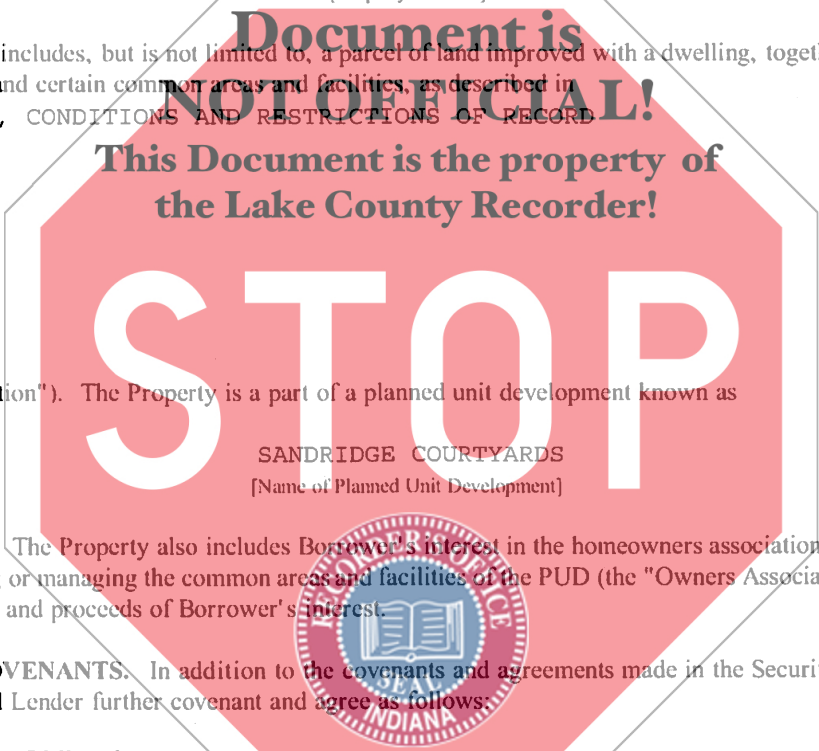 Document is
includes, but is not limited to, a parcel of land improved with a dwelling, toget
nd certain common areas and facilities, as described in
NOT OFFICIAL!
, CONDITIONS AND RESTRICTIONS OF RECORD
This Document is the property of
the Lake County Recorder!
STOP
tion"). The Property is a part of a planned unit development known as
SANDRIDGE COURTYARDS
[Name of Planned Unit Development]
The Property also includes Borrower's interest in the homeowners association
, or managing the common areas and facilities of the PUD (the "Owners Associa
and proceeds of Borrower's interest.
RECORDER'S OFFICE
SEAL
INDIANA
OVENANTS. In addition to the covenants and agreements made in the Securi
Lender further covenant and agree as follows: